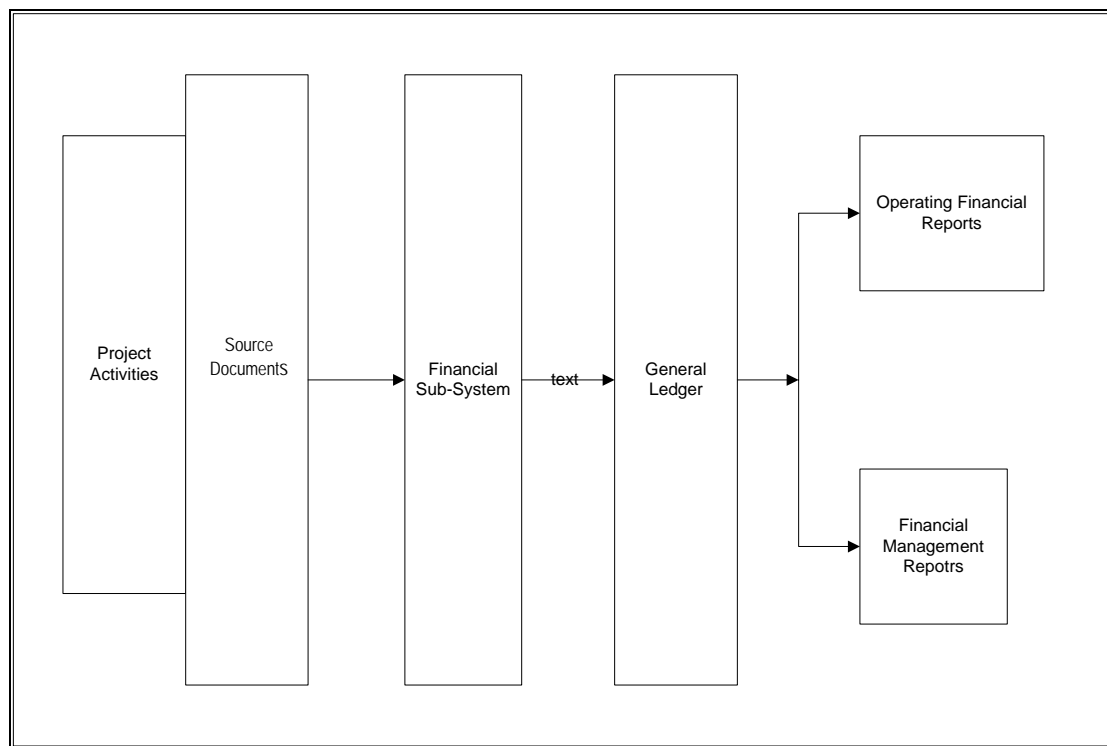 Project
Activities
Source
Documents
Financial
Sub-System
text
General
Ledger
Operating Financial
Reports
Financial
Management
Repotrs